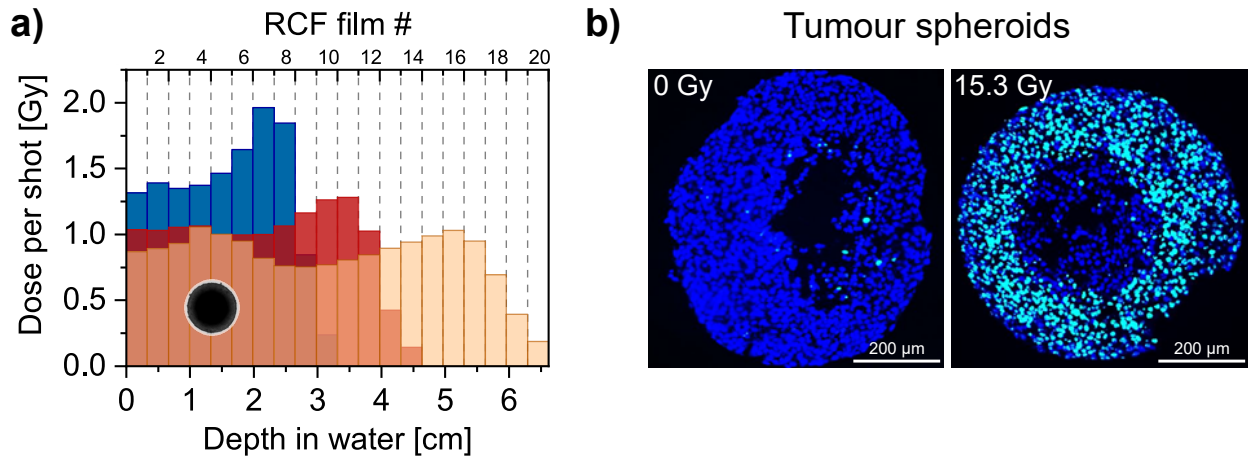 a)
RCF film #
2 4 6 8 10 12 14 16 18 20
Dose per shot [Gy]
2.0
1.5
1.0
0.5
0.0
0 1 2 3 4 5 6
Depth in water [cm]
b)
Tumour spheroids
0 Gy
200 µm
15.3 Gy
200 µm